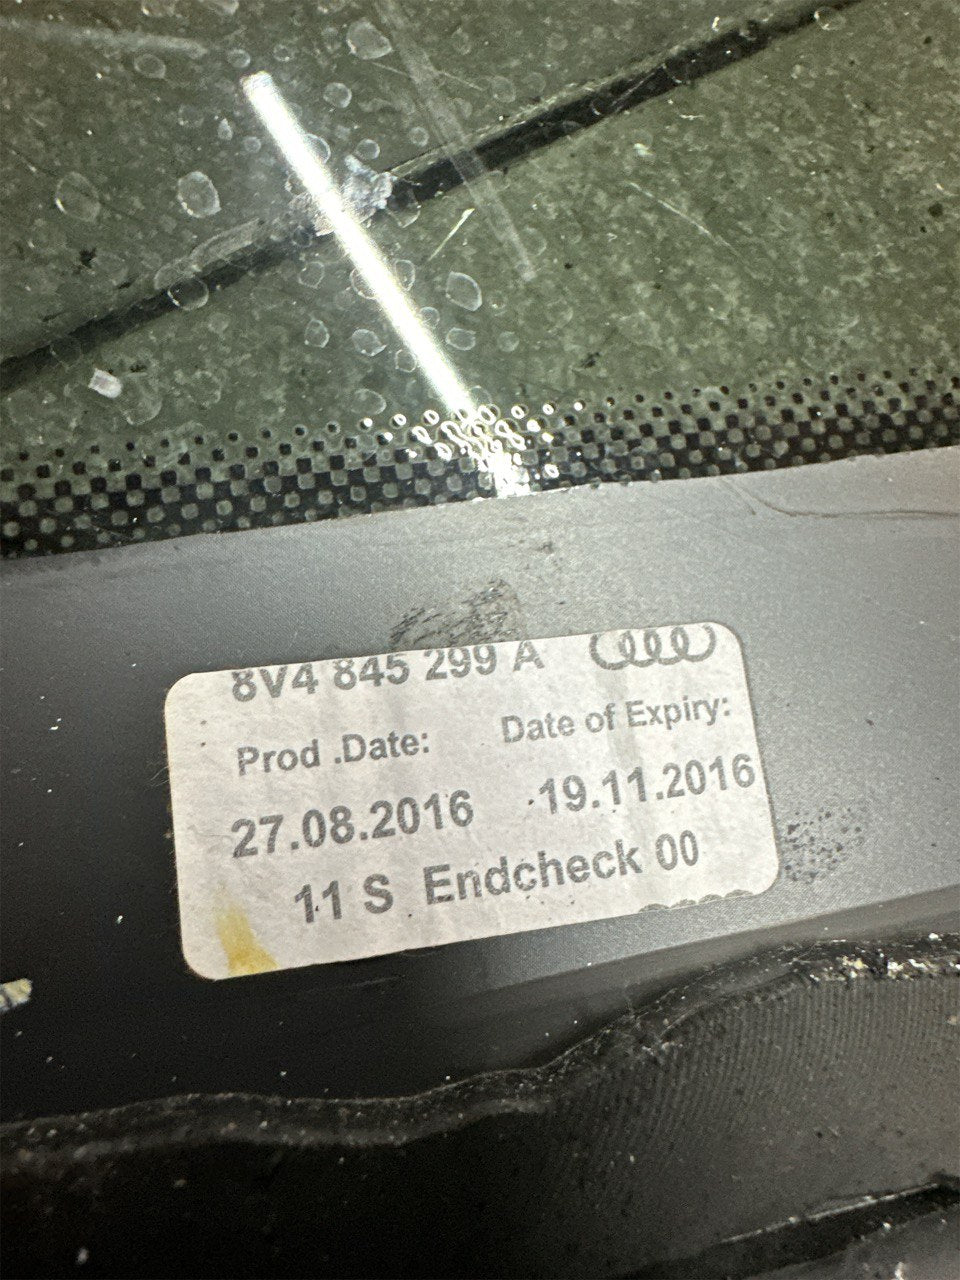 8V4 845 299 A
Prod .Date: Date of Expiry:
27.08.2016 19.11.2016
11 S Endcheck 00